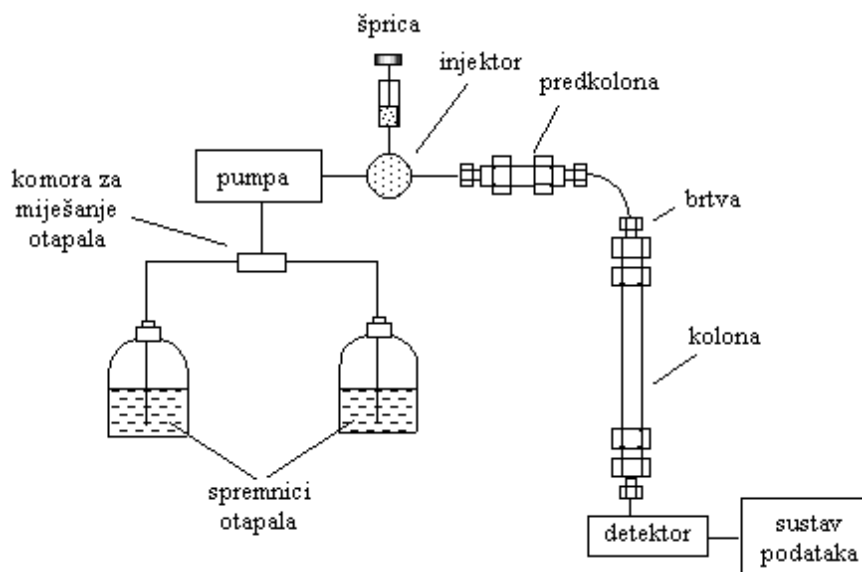 šprica
injektor
predkolona
pumpa
komora za
miješanje
otapala
brtva
kolona
spremnici
otapala
detektor
sustav
podataka